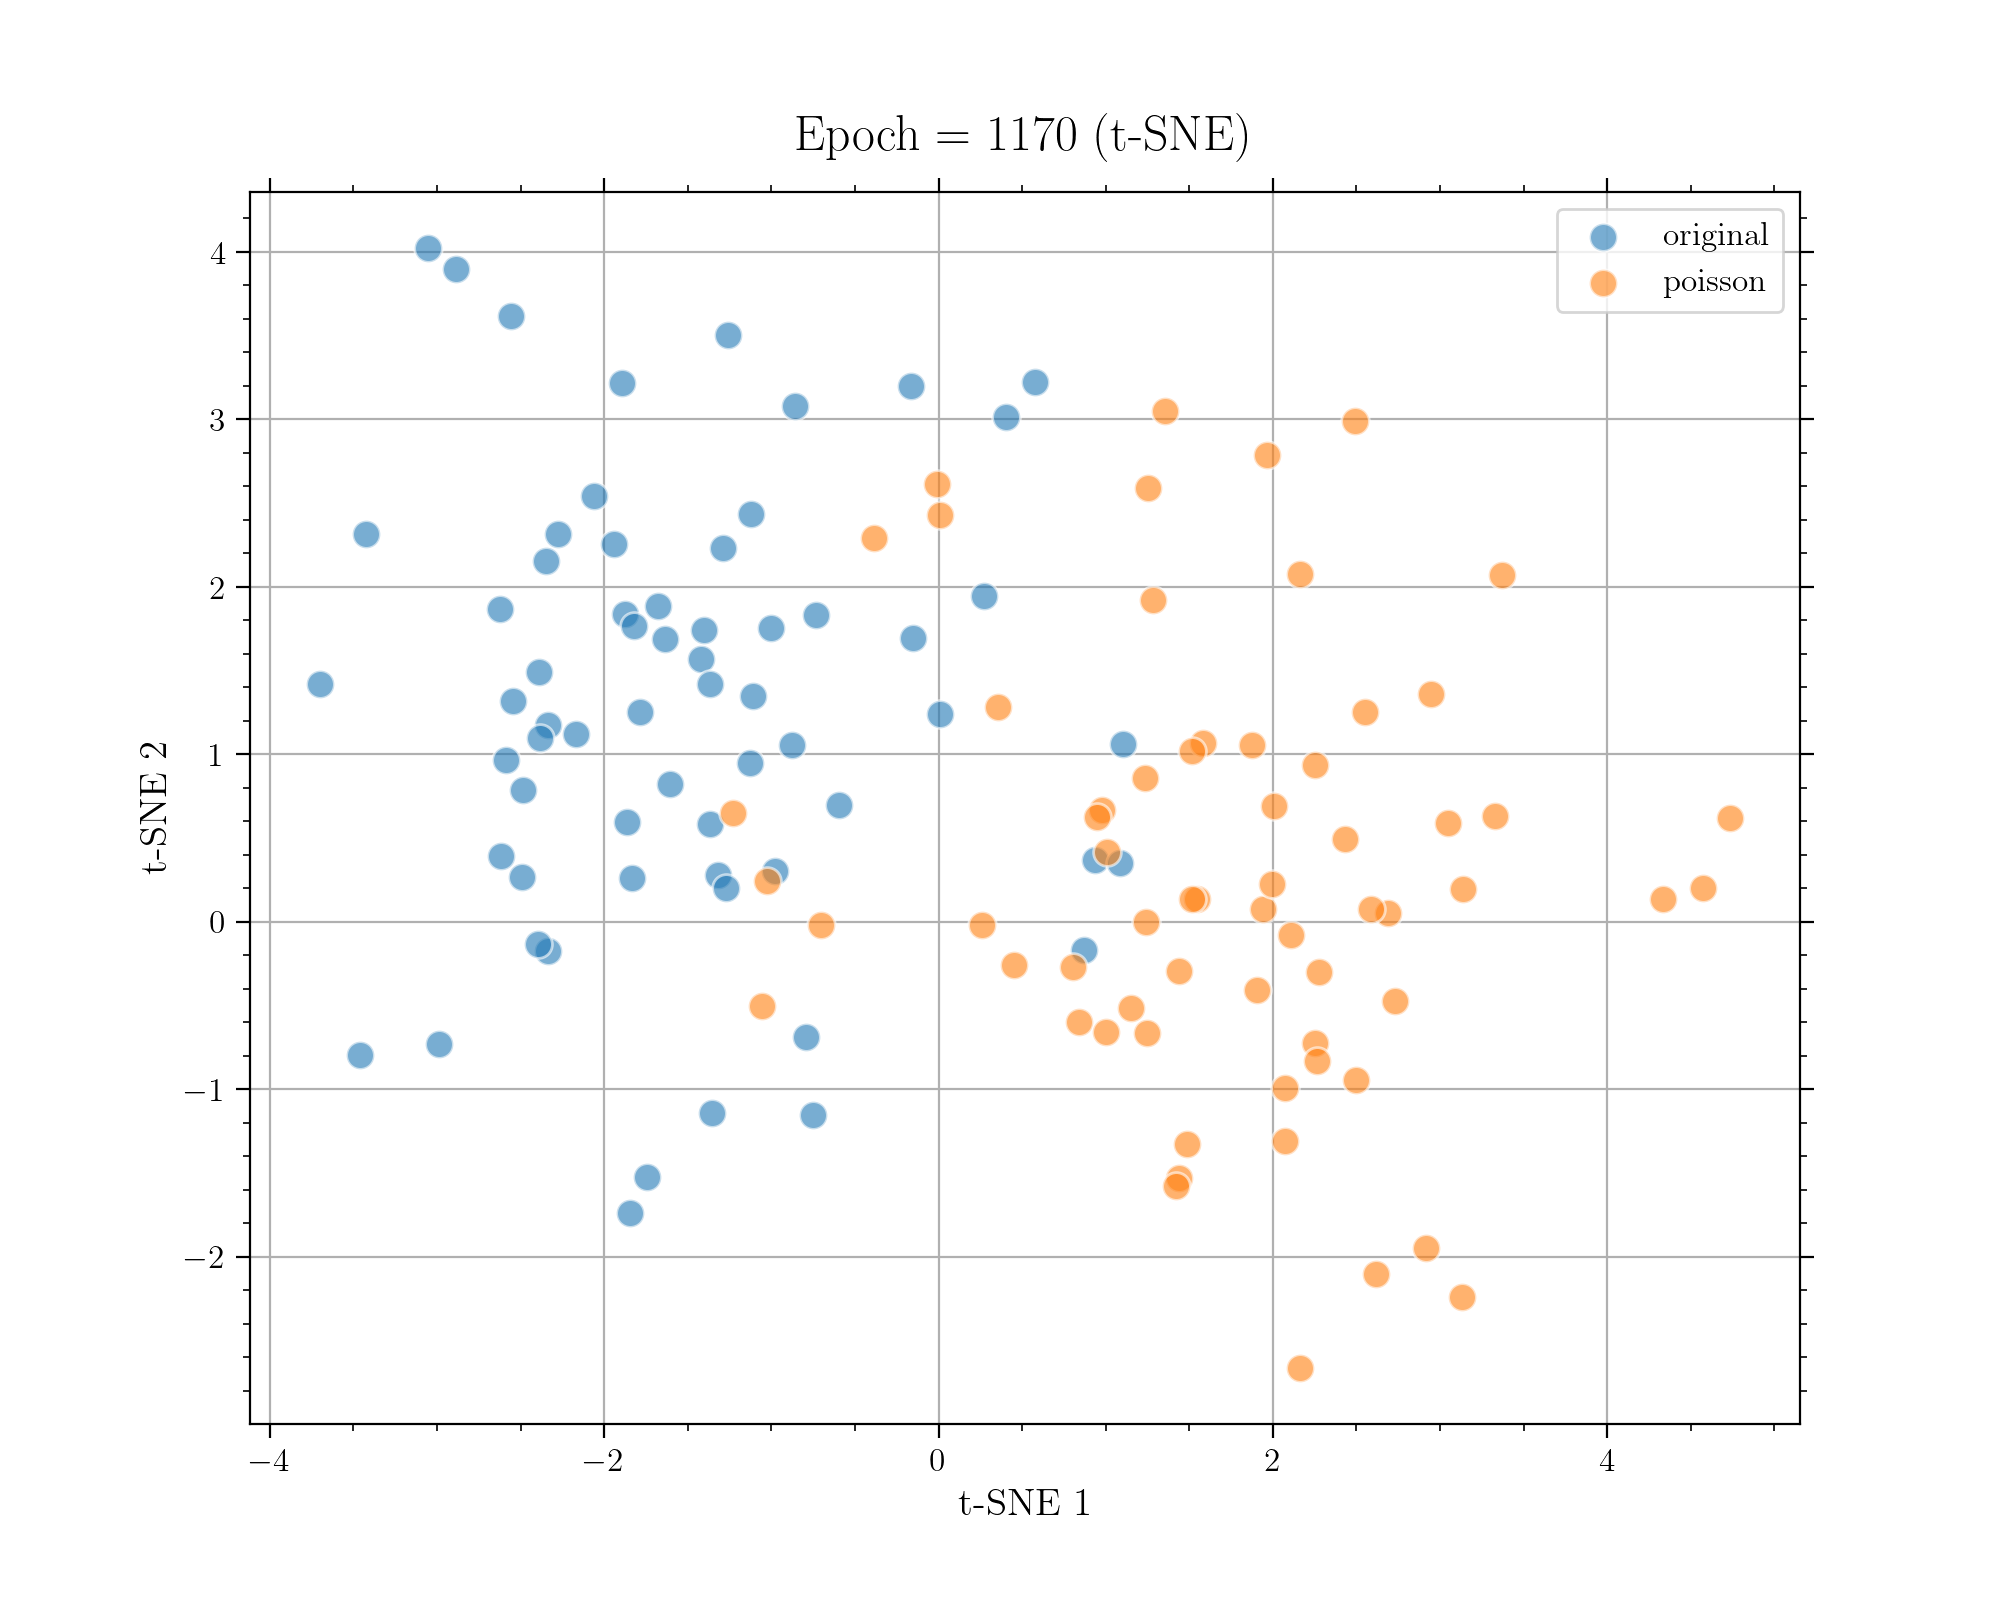 Epoch = 1170 (t-SNE)
original
poisson
4
3
2
1
0
−1
−2
t-SNE 2
−4
−2
0
2
4
t-SNE 1